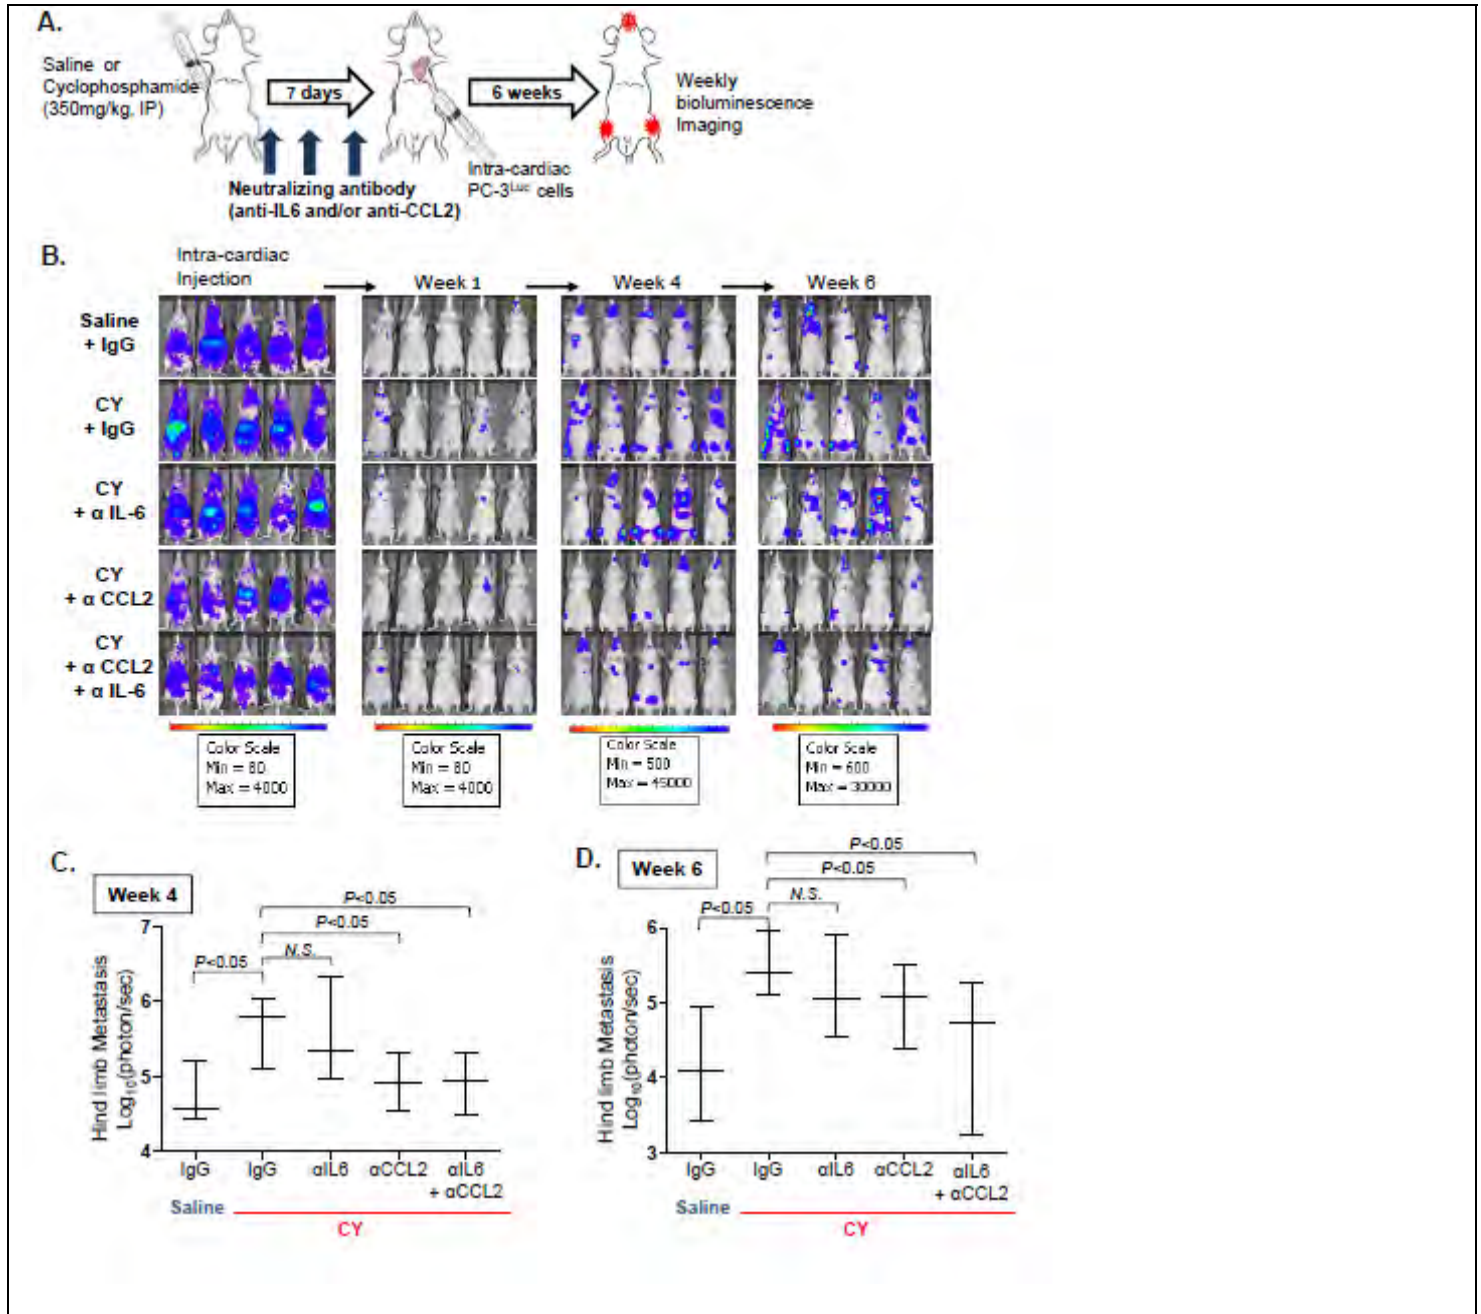 A.
Saline or
Cyclophosphamide
(350mg/kg, IP)
7 days
6 weeks
Weekly
bioluminescence
Imaging
Intra-cardiac
PC-3Luc cells
Neutralizing antibody
(anti-IL6 and/or anti-CCL2)
B.
Intra-cardiac
Injection
Week 1
Week 4
Week 6
Saline
+ IgG
CY
+ IgG
CY
+ α IL-6
CY
+ α CCL2
CY
+ α CCL2
+ α IL-6
Color Scale
Min = 80
Max = 4000
Color Scale
Min = 80
Max = 4000
Color Scale
Min = 500
Max = 45000
Color Scale
Min = 600
Max = 30000
C.
Week 4
P<0.05
P<0.05
N.S.
P<0.05
7
6
5
4
Hind limb Metastasis
Log10(photon/sec)
IgG IgG αIL6 αCCL2 αIL6
+ αCCL2
Saline
CY
D.
Week 6
P<0.05
P<0.05
N.S.
P<0.05
6
5
4
3
Hind limb Metastasis
Log10(photon/sec)
IgG IgG αIL6 αCCL2 αIL6
+ αCCL2
Saline
CY